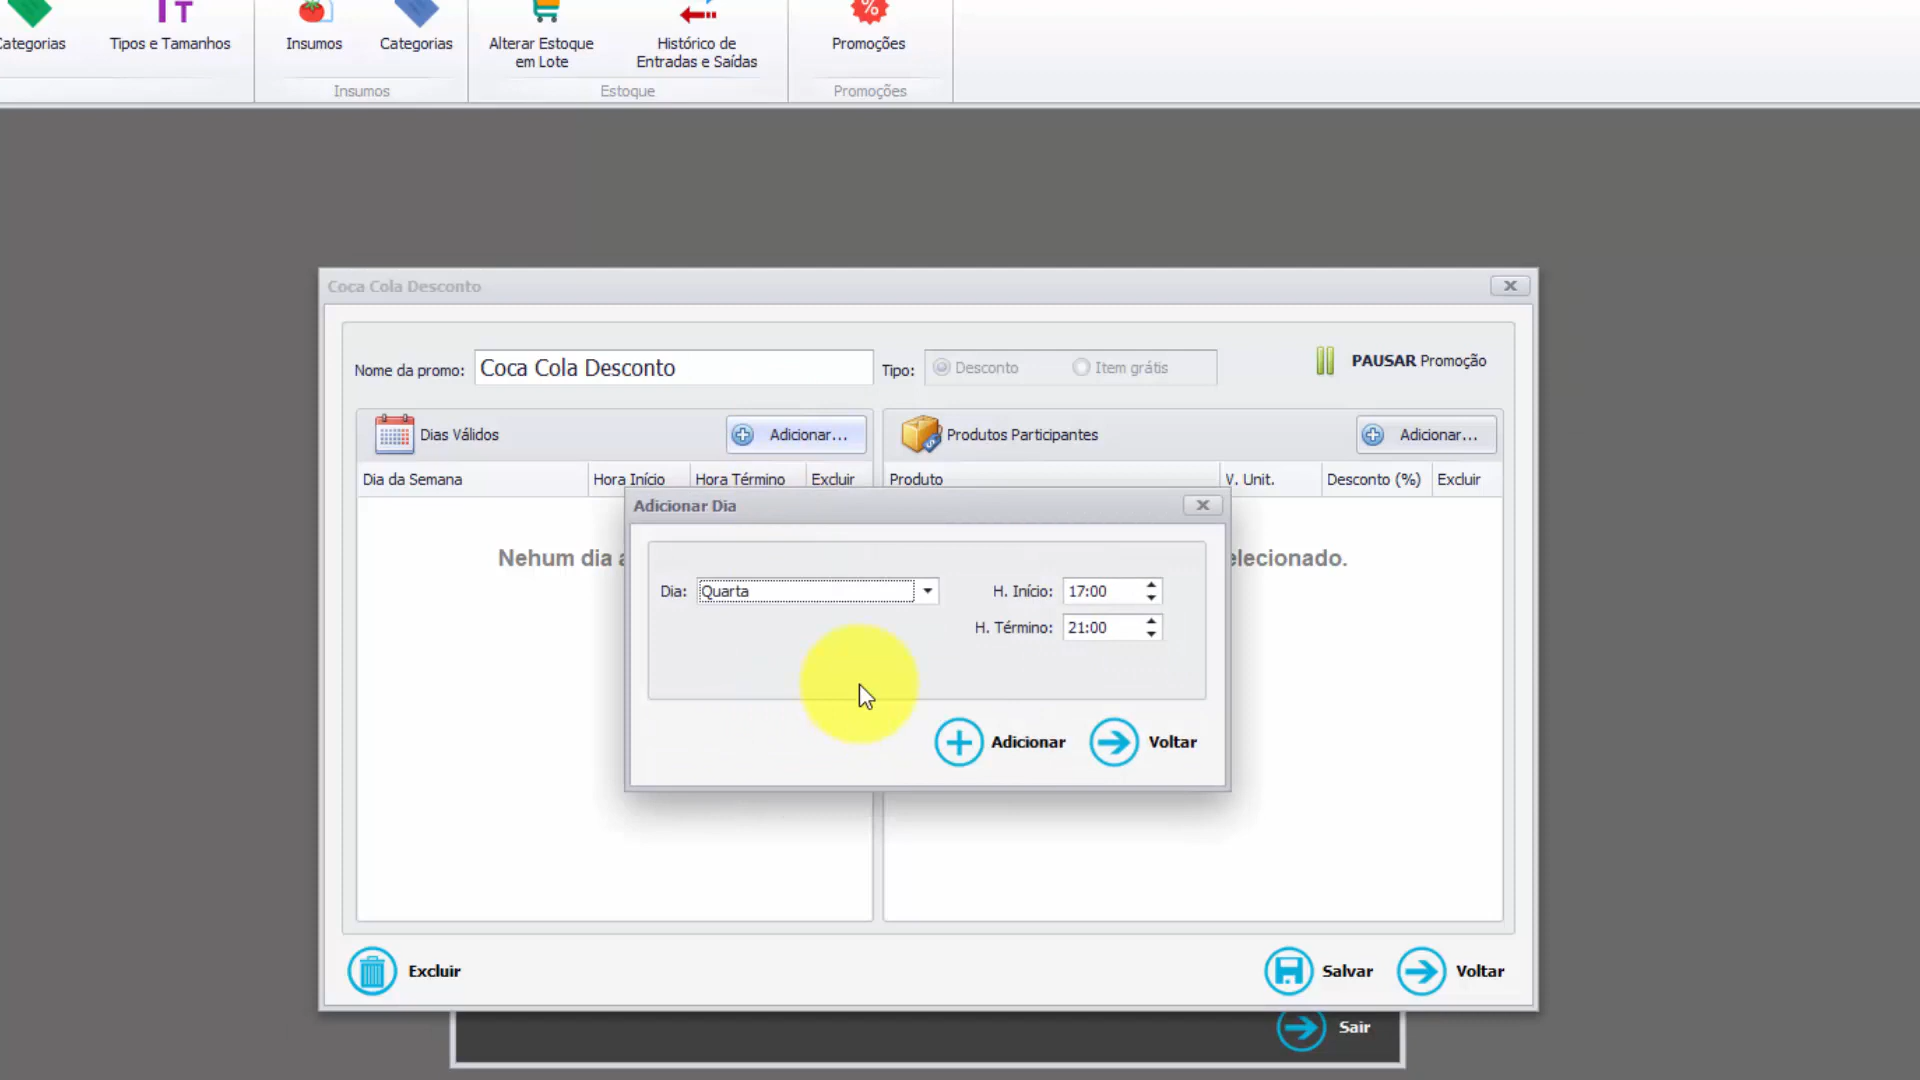 Categorias
Tipos e Tamanhos
Insumos
Categorias
Alterar Estoque
em Lote
Histórico de
Entradas e Saídas
Promoções
Insumos
Estoque
Promoções
Coca Cola Desconto
Nome da promo:
Coca Cola Desconto
Tipo:
Desconto
Item grátis
PAUSAR Promoção
Dias Válidos
Adicionar...
Produtos Participantes
Adicionar...
Dia da Semana
Hora Início
Hora Término
Excluir
Produto
V. Unit.
Desconto (%)
Excluir
Nehum dia a
elecionado.
Adicionar Dia
Dia:
Quarta
H. Início:
17:00
H. Término:
21:00
Adicionar
Voltar
Excluir
Salvar
Voltar
Sair